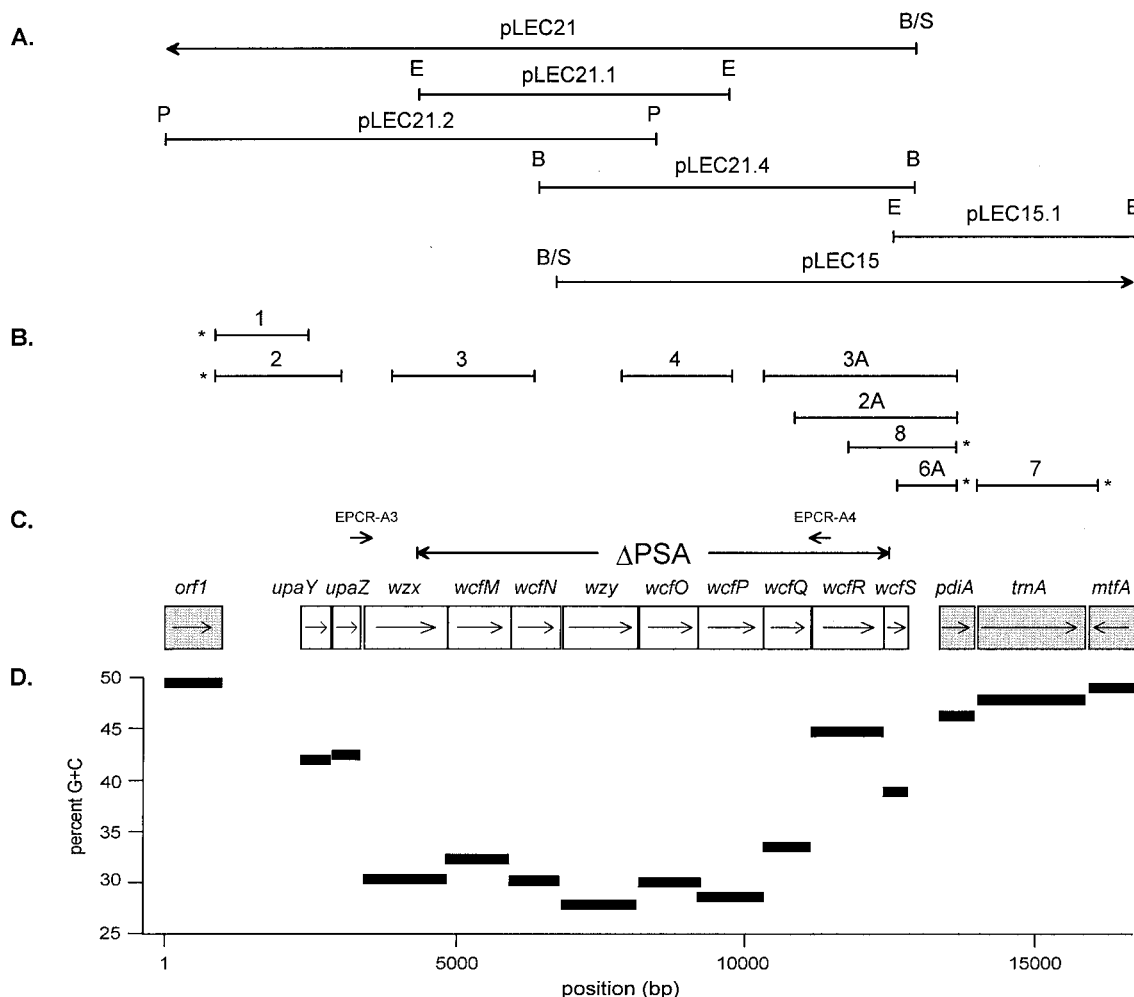 A.
pLEC21
B/S
E
pLEC21.1
E
P
pLEC21.2
P
B
pLEC21.4
B
E
pLEC15.1
E
B/S
pLEC15
B.
* 1
* 2
3
4
3A
2A
8 *
6A *
7 *
C.
EPCR-A3
EPCR-A4
ΔPSA
orf1 upaY upaZ wzx wcfM wcfN wzy wcfO wcfP wcfQ wcfR wcfS pdiA trnA mtfA
D.
percent G+C
50
45
40
35
30
25
1 5000 10000 15000
position (bp)